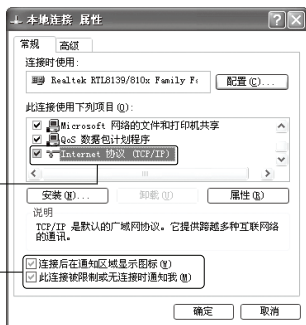 本地连接 属性
常规 高级
连接时使用:
Realtek RTL8139/810x Family F
配置(C)...
此连接使用下列项目(O):
Microsoft 网络的文件和打印机共享
QoS 数据包计划程序
Internet 协议 (TCP/IP)
安装(N)... 卸载(U) 属性(R)
说明
TCP/IP 是默认的广域网协议。它提供跨越多种互联网络
的通讯。
连接后在通知区域显示图标(W)
此连接被限制或无连接时通知我(M)
确定 取消